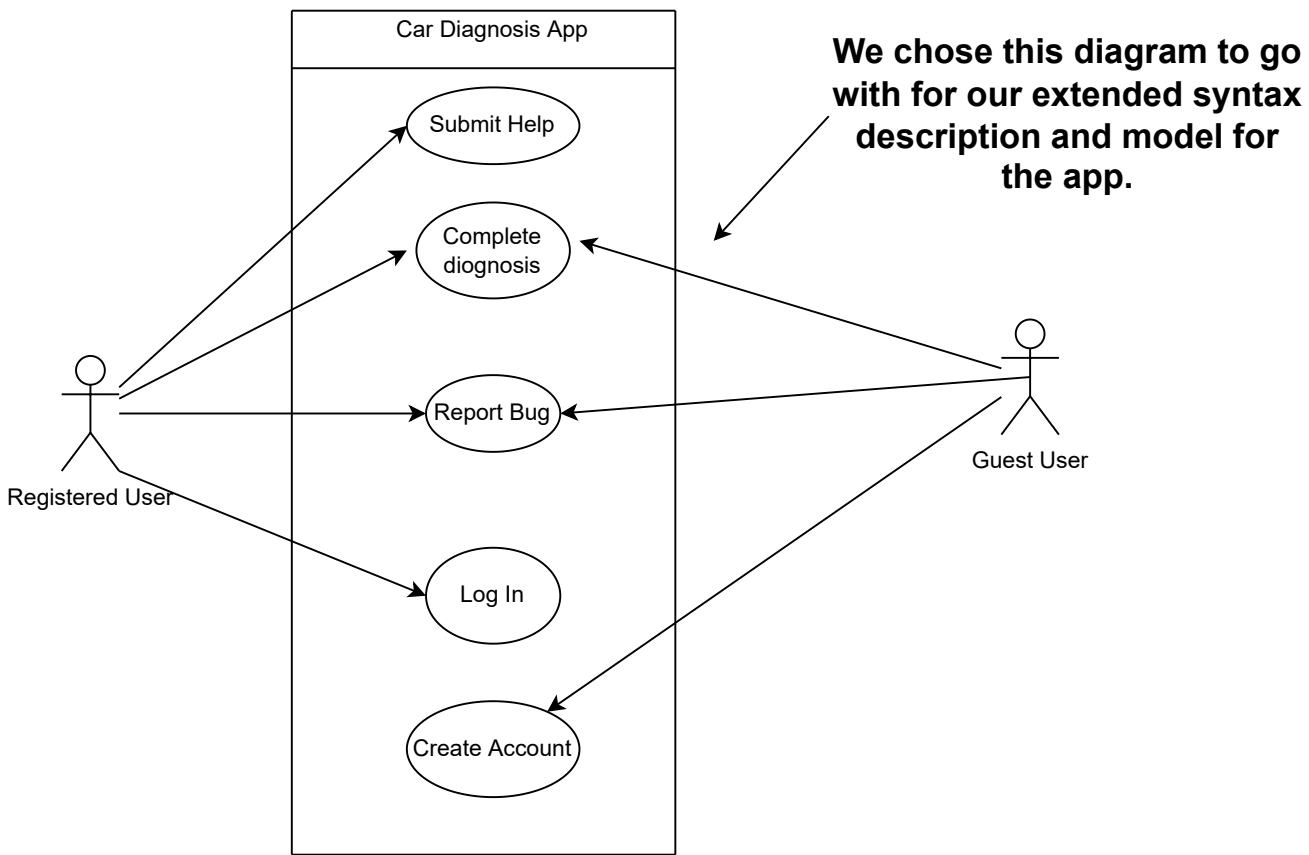 Car Diagnosis App
We chose this diagram to go
with for our extended syntax
description and model for
the app.
Submit Help
Complete
diognosis
Report Bug
Registered User
Guest User
Log In
Create Account